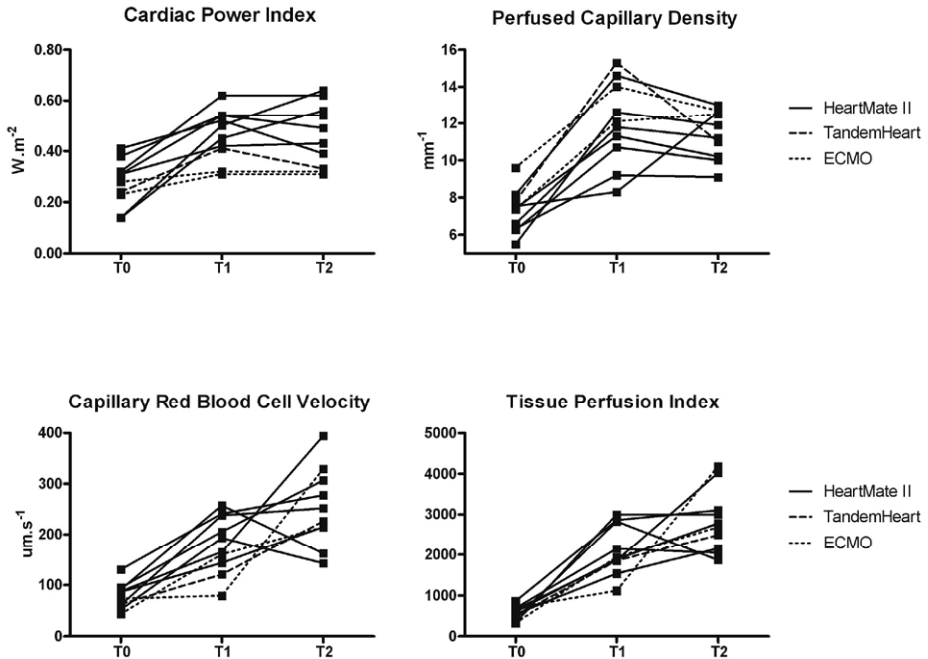 Cardiac Power Index
Perfused Capillary Density
W.m-2
0.80
0.60
0.40
0.20
0.00
T0 T1 T2
mm-1
16
14
12
10
8
6
T0 T1 T2
HeartMate II
TandemHeart
ECMO
Capillary Red Blood Cell Velocity
Tissue Perfusion Index
um.s-1
400
300
200
100
0
T0 T1 T2
5000
4000
3000
2000
1000
0
T0 T1 T2
HeartMate II
TandemHeart
ECMO